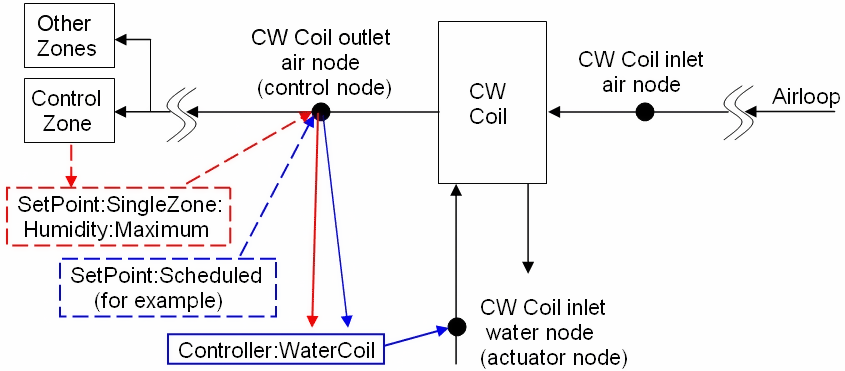 Other
Zones
Control
Zone
CW Coil outlet
air node
(control node)
CW
Coil
CW Coil inlet
air node
Airloop
SetPoint:SingleZone:
Humidity:Maximum
SetPoint:Scheduled
(for example)
Controller:WaterCoil
CW Coil inlet
water node
(actuator node)